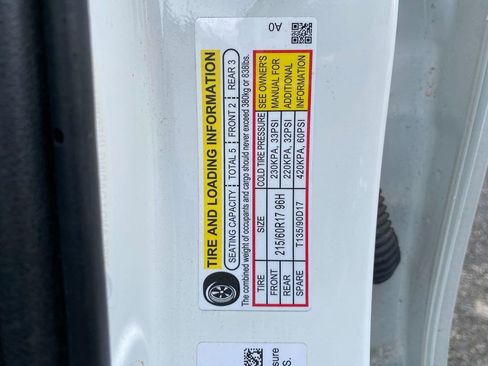 TIRE AND LOADING INFORMATION
SEATING CAPACITY TOTAL 5 FRONT 2 REAR 3
The combined weight of occupants and cargo should never exceed 380kg or 838lbs.
TIRE SIZE COLD TIRE PRESSURE SEE OWNER'S MANUAL FOR ADDITIONAL INFORMATION
FRONT 215/60R17 96H 230KPA, 33PSI
REAR 220KPA, 32PSI
SPARE T135/90D17 420KPA, 60PSI
A0